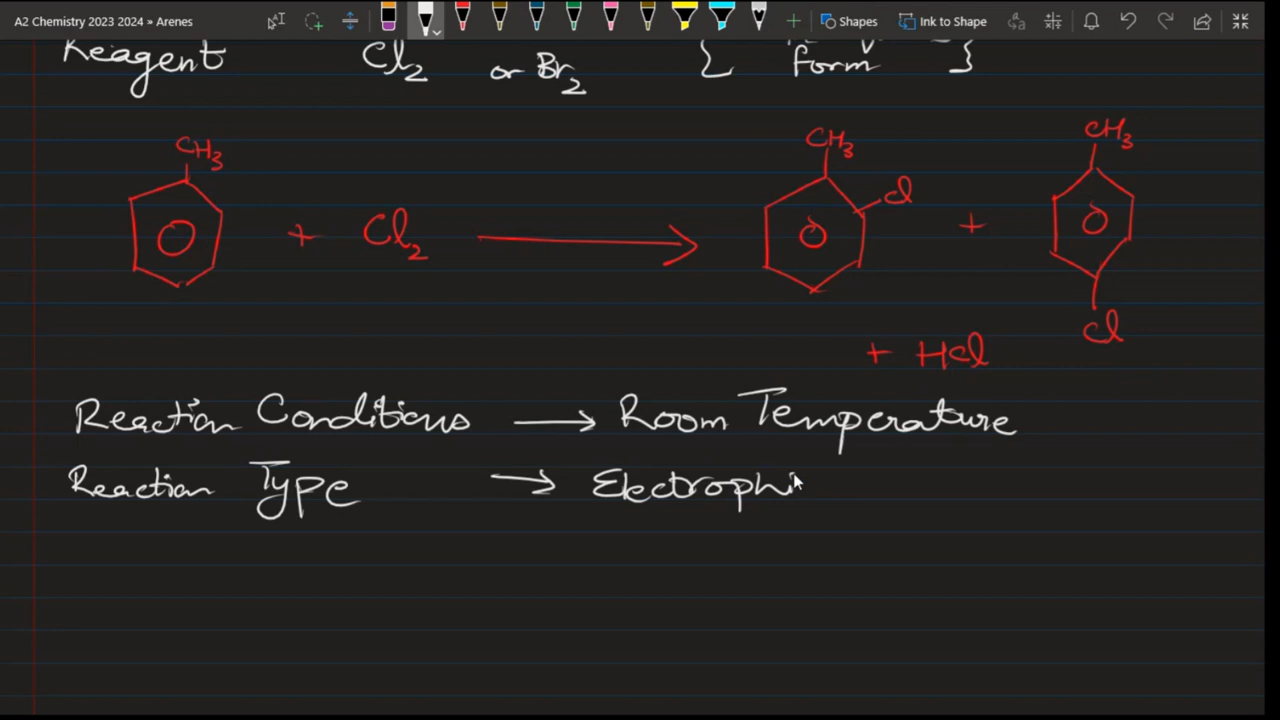 A2 Chemistry 2023 2024 » Arenes
Shapes
Ink to Shape
Reagent Cl2 or Br2 { form }
CH3 CH3 CH3
Cl
+ Cl2 +
Cl
+ HCl
Reaction Conditions → Room Temperature
Reaction Type → Electrophi